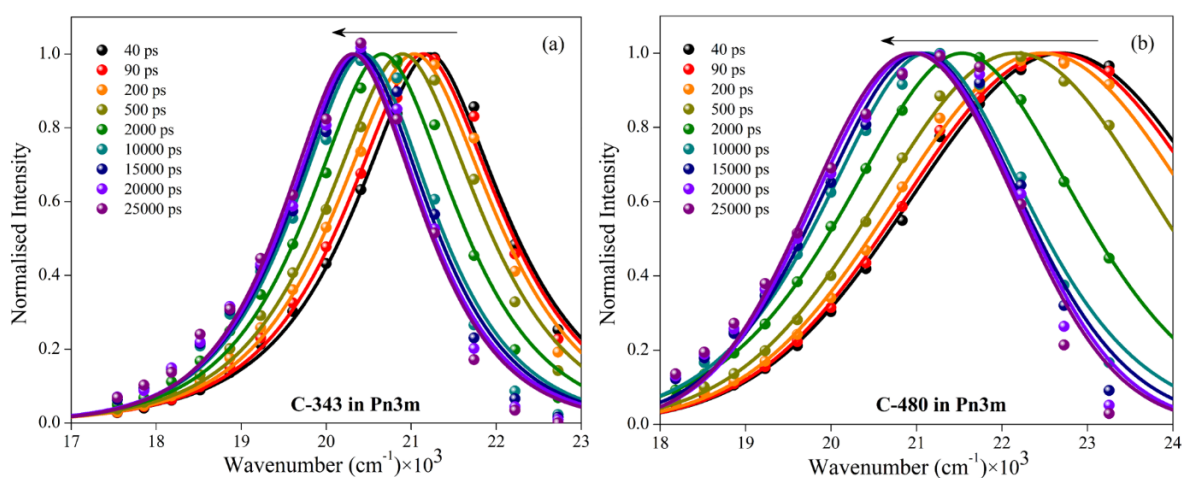 (a)
40 ps
90 ps
200 ps
500 ps
2000 ps
10000 ps
15000 ps
20000 ps
25000 ps
C-343 in Pn3m
Normalised Intensity
0.0
0.2
0.4
0.6
0.8
1.0
17 18 19 20 21 22 23
Wavenumber (cm⁻¹)×10³
(b)
40 ps
90 ps
200 ps
500 ps
2000 ps
10000 ps
15000 ps
20000 ps
25000 ps
C-480 in Pn3m
Normalised Intensity
0.0
0.2
0.4
0.6
0.8
1.0
18 19 20 21 22 23 24
Wavenumber (cm⁻¹)×10³